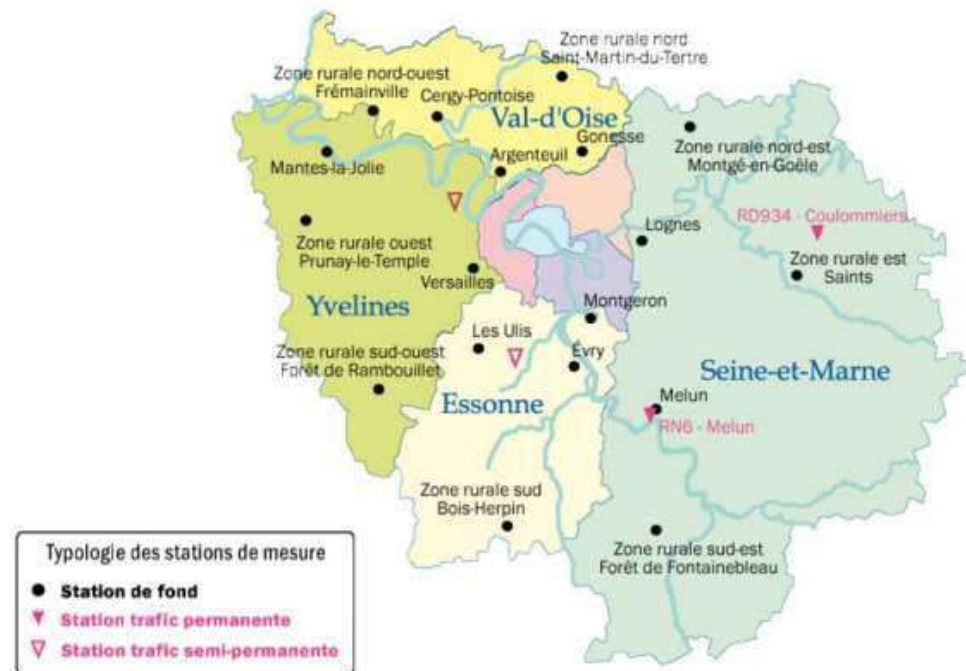 Zone rurale nord
Saint-Martin-du-Tertre
Zone rurale nord-ouest
Frémainville
Cergy-Pontoise
Val-d'Oise
Gonesse
Zone rurale nord-est
Montgé-en-Goële
Mantes-la-Jolie
Argenteuil
RD934 - Coulommiers
Lognes
Zone rurale ouest
Prunay-le-Temple
Zone rurale est
Saints
Versailles
Yvelines
Montgeron
Les Ulis
Évry
Zone rurale sud-ouest
Forêt de Rambouillet
Seine-et-Marne
Essonne
Melun
RN6 - Melun
Zone rurale sud
Bois-Herpin
Zone rurale sud-est
Forêt de Fontainebleau
Typologie des stations de mesure
Station de fond
Station trafic permanente
Station trafic semi-permanente